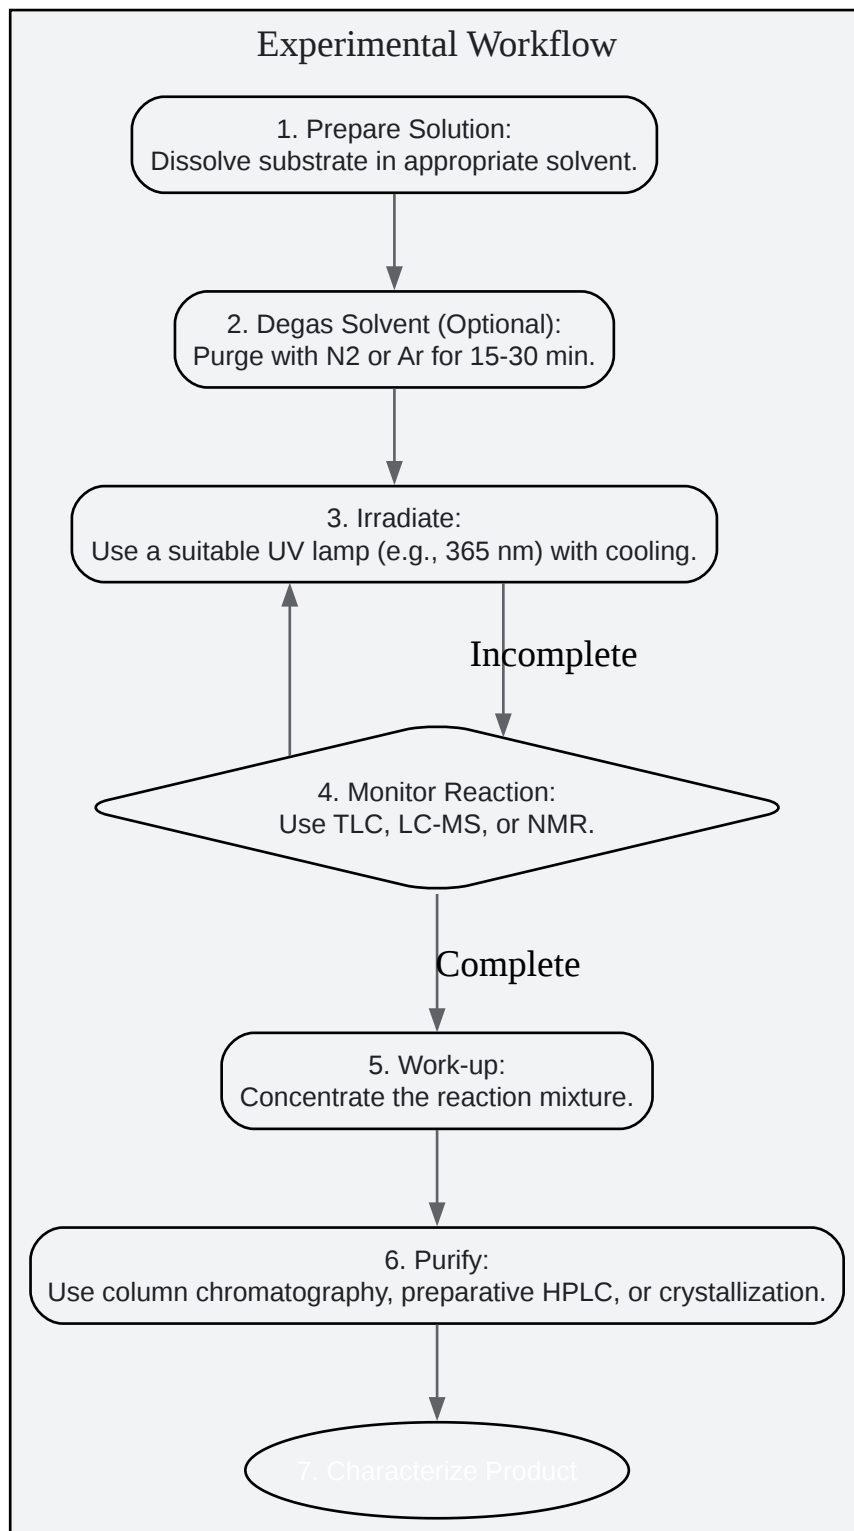 Experimental Workflow
1. Prepare Solution:
Dissolve substrate in appropriate solvent.
2. Degas Solvent (Optional):
Purge with N2 or Ar for 15-30 min.
3. Irradiate:
Use a suitable UV lamp (e.g., 365 nm) with cooling.
Incomplete
4. Monitor Reaction:
Use TLC, LC-MS, or NMR.
Complete
5. Work-up:
Concentrate the reaction mixture.
6. Purify:
Use column chromatography, preparative HPLC, or crystallization.
7. Characterize Product